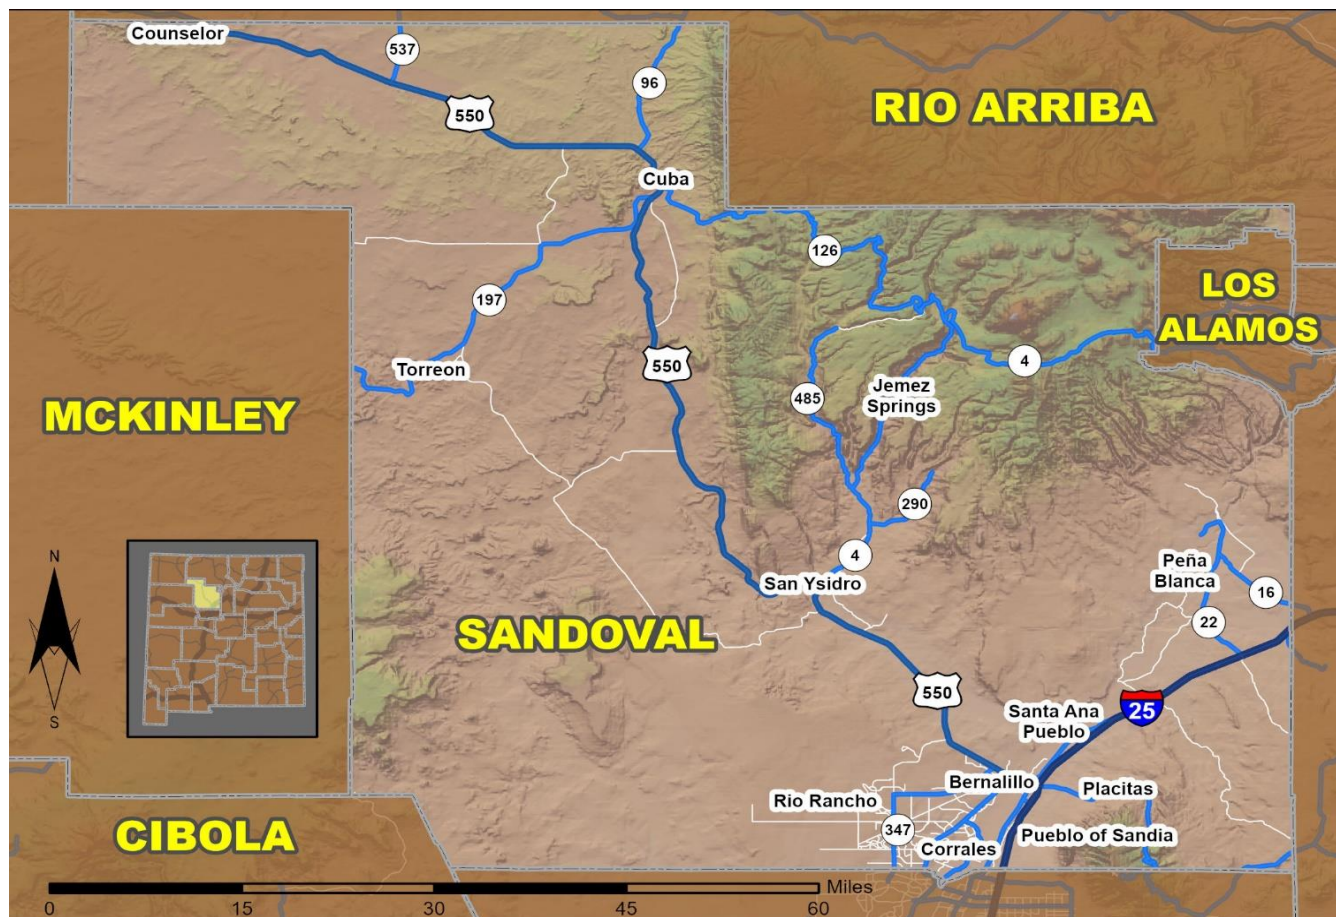 Counselor
537
96
550
RIO ARRIBA
Cuba
126
197
LOS
ALAMOS
Torreon
550
4
MCKINLEY
485
Jemez
Springs
290
N
4
Peña
Blanca
San Ysidro
16
22
SANDOVAL
550
S
Santa Ana
Pueblo
25
Bernalillo
Placitas
Rio Rancho
347
Pueblo of Sandia
CIBOLA
Corrales
Miles
0 15 30 45 60